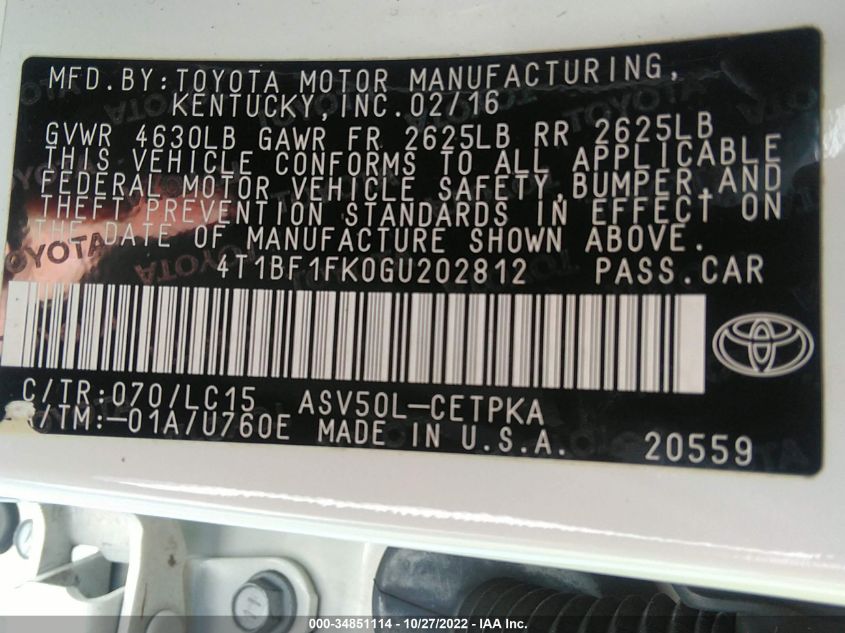 MFD.BY:TOYOTA MOTOR MANUFACTURING,
KENTUCKY,INC.02/16
GVWR 4630LB GAWR FR 2625LB RR 2625LB
THIS VEHICLE CONFORMS TO ALL APPLICABLE
FEDERAL MOTOR VEHICLE SAFETY,BUMPER,AND
THEFT PREVENTION STANDARDS IN EFFECT ON
THE DATE OF MANUFACTURE SHOWN ABOVE.
TOYOTA
4T1BF1FK0GU202812 PASS.CAR
C/TR:070/LC15 ASV50L-CETPKA
/TM:-01A/U760E MADE IN U.S.A. 20559
000-34851114 - 10/27/2022 - IAA Inc.